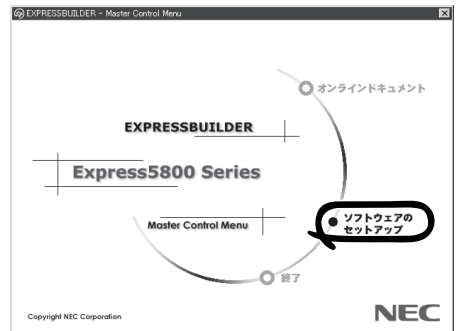 EXPRESSBUILDER - Master Control Menu
オンラインドキュメント
EXPRESSBUILDER
Express5800 Series
Master Control Menu
ソフトウェアの
セットアップ
終了
Copyright NEC Corporation
NEC